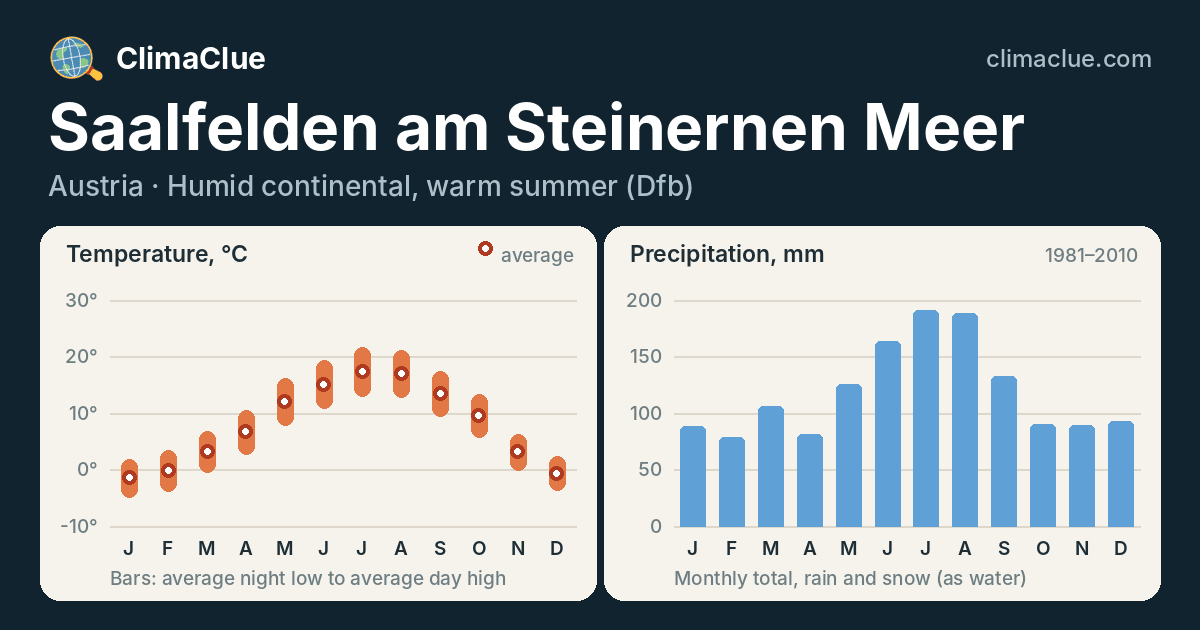 ClimaClue
climaclue.com
Saalfelden am Steinernen Meer
Austria · Humid continental, warm summer (Dfb)
Temperature, °C
average
30°
20°
10°
0°
-10°
J F M A M J J A S O N D
Bars: average night low to average day high
Precipitation, mm
1981–2010
200
150
100
50
0
J F M A M J J A S O N D
Monthly total, rain and snow (as water)